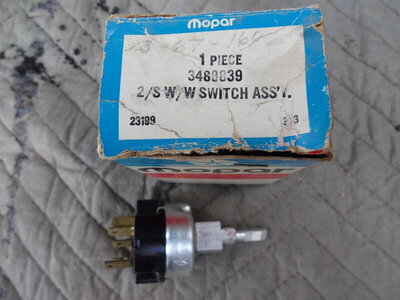 mopar
1 PIECE
3488039
2/S W/W SWITCH ASS'Y.
23189
mopar